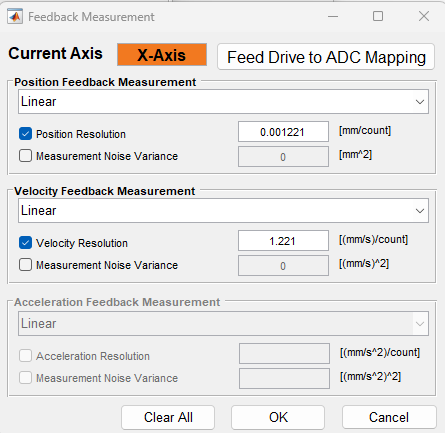 Feedback Measurement
Current Axis X-Axis Feed Drive to ADC Mapping
Position Feedback Measurement
Linear
Position Resolution 0.001221 [mm/count]
Measurement Noise Variance 0 [mm^2]
Velocity Feedback Measurement
Linear
Velocity Resolution 1.221 [(mm/s)/count]
Measurement Noise Variance 0 [(mm/s)^2]
Acceleration Feedback Measurement
Linear
Acceleration Resolution [(mm/s^2)/count]
Measurement Noise Variance [(mm/s^2)^2]
Clear All OK Cancel